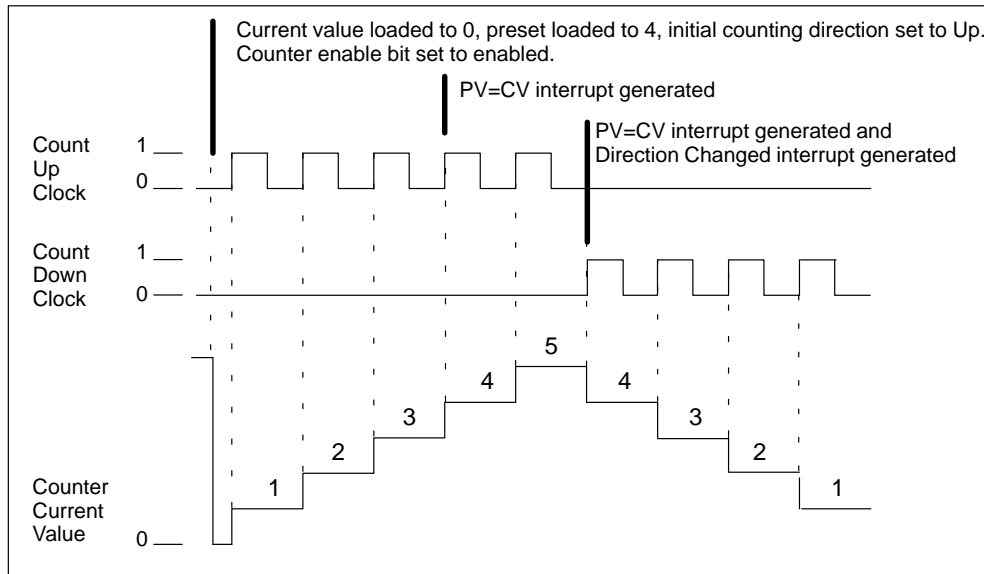 Current value loaded to 0, preset loaded to 4, initial counting direction set to Up.
Counter enable bit set to enabled.
PV=CV interrupt generated
PV=CV interrupt generated and
Direction Changed interrupt generated
Count
Up
Clock
1
0
Count
Down
Clock
1
0
5
4
4
3
3
2
2
1
1
Counter
Current
Value
0